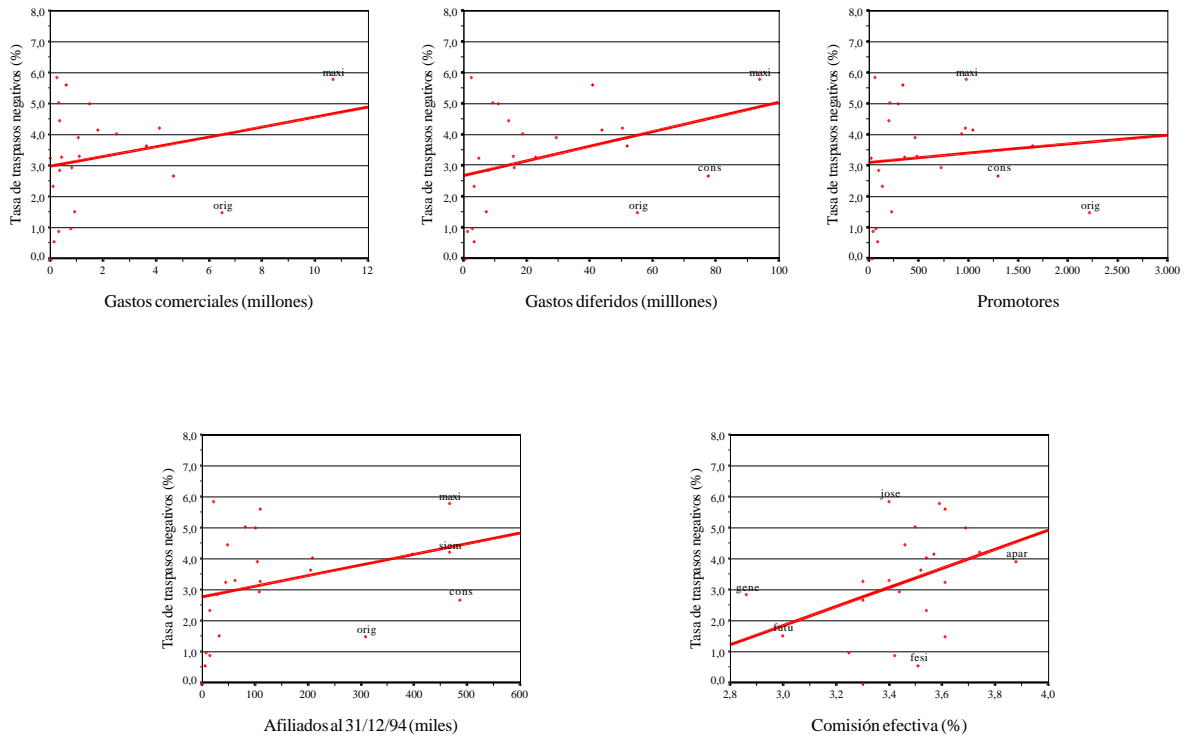 Tasa de traspasos negativos (%)
8,0
7,0
6,0
5,0
4,0
3,0
2,0
1,0
0,0
maxi
orig
0 2 4 6 8 10 12
Gastos comerciales (millones)
Tasa de traspasos negativos (%)
8,0
7,0
6,0
5,0
4,0
3,0
2,0
1,0
0,0
maxi
cons
orig
0 20 40 60 80 100
Gastos diferidos (milllones)
Tasa de traspasos negativos (%)
8,0
7,0
6,0
5,0
4,0
3,0
2,0
1,0
0,0
maxi
cons
orig
0 500 1.000 1.500 2.000 2.500 3.000
Promotores
Tasa de traspasos negativos (%)
8,0
7,0
6,0
5,0
4,0
3,0
2,0
1,0
0,0
maxi
siem
cons
orig
0 100 200 300 400 500 600
Afiliados al 31/12/94 (miles)
Tasa de traspasos negativos (%)
8,0
7,0
6,0
5,0
4,0
3,0
2,0
1,0
0,0
jose
apar
gene
futu
fesi
2,8 3,0 3,2 3,4 3,6 3,8 4,0
Comisión efectiva (%)